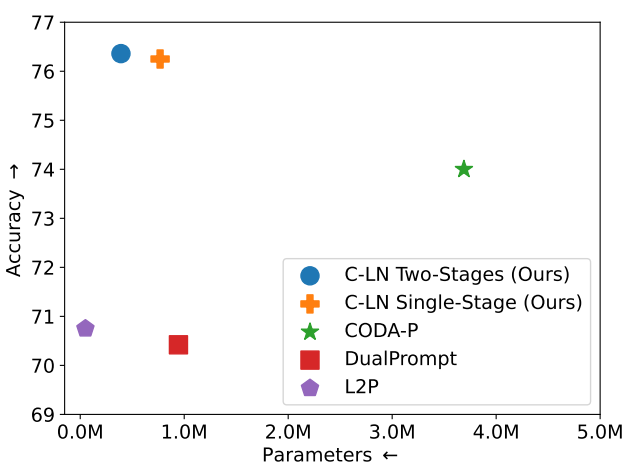 77
76
75
74
73
72
71
70
69
Accuracy →
C-LN Two-Stages (Ours)
C-LN Single-Stage (Ours)
CODA-P
DualPrompt
L2P
0.0M 1.0M 2.0M 3.0M 4.0M 5.0M
Parameters ←